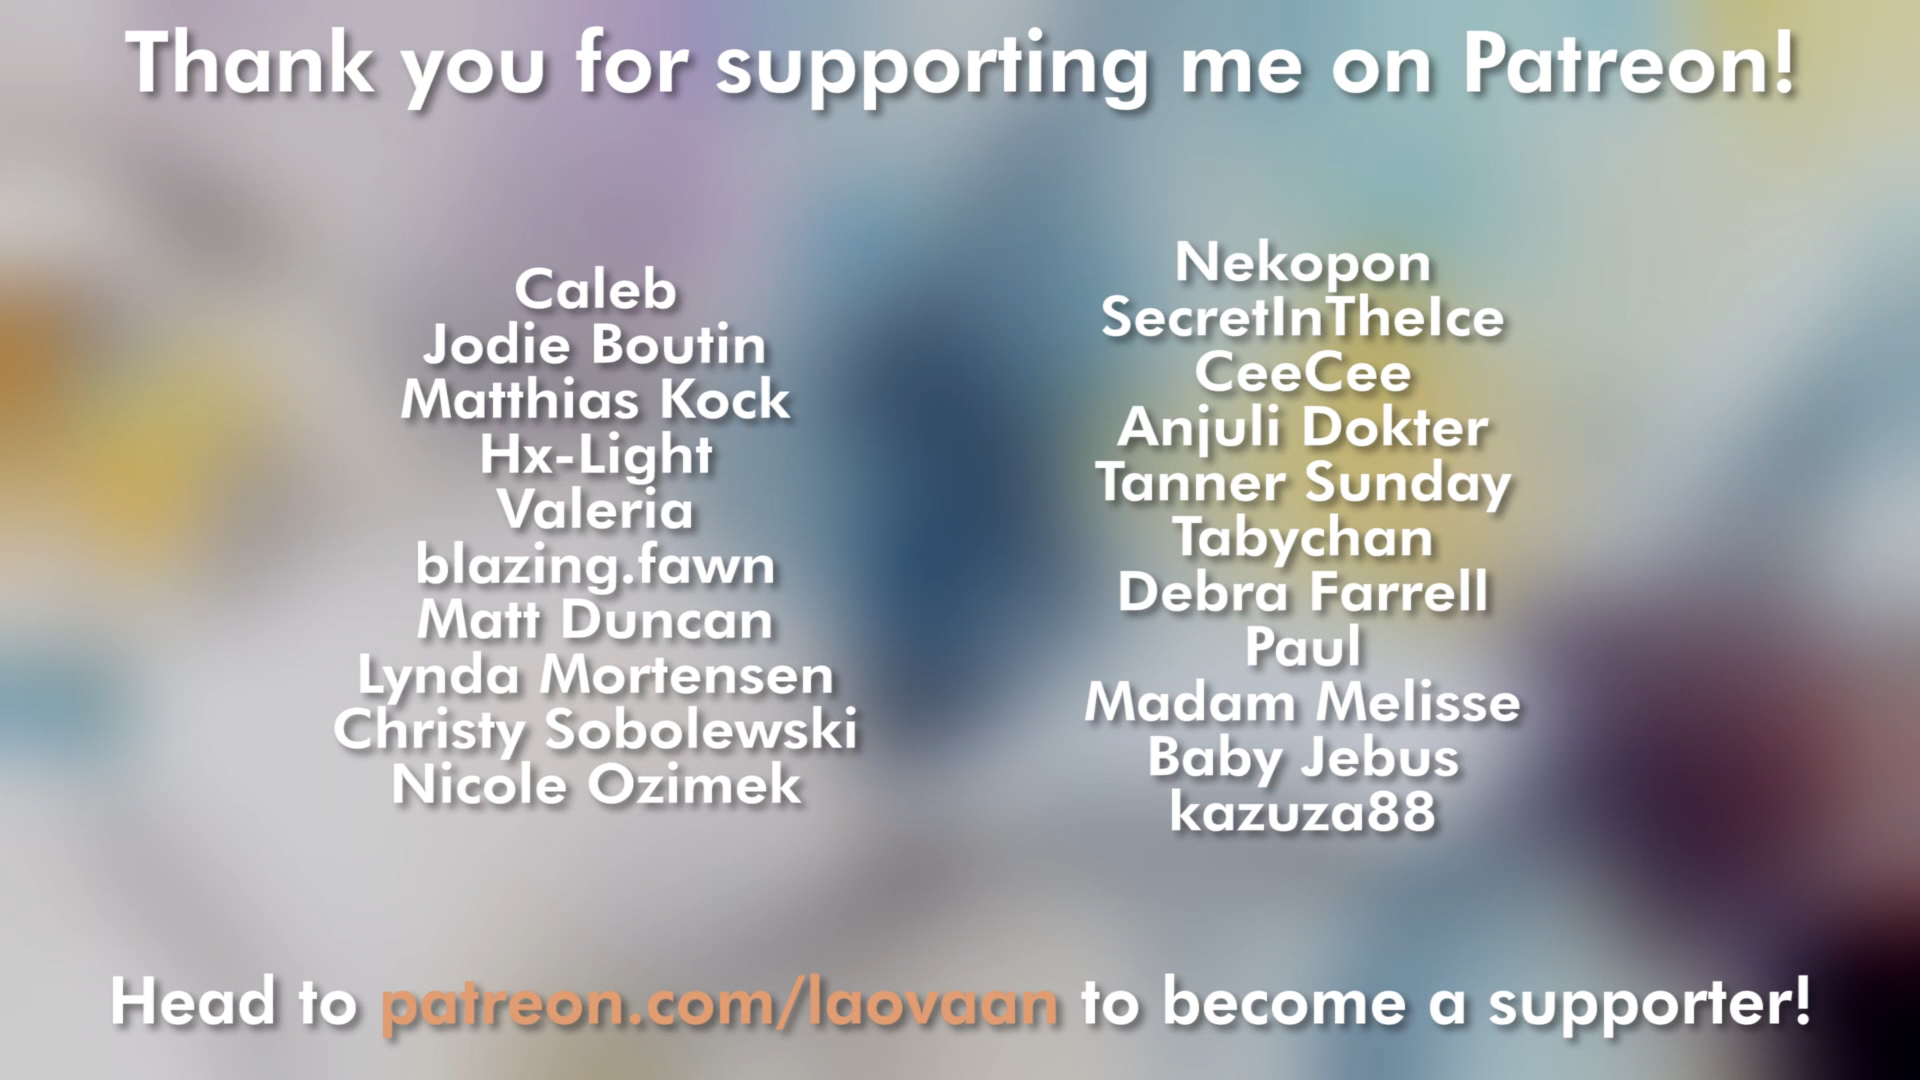 Thank you for supporting me on Patreon!
Caleb
Jodie Boutin
Matthias Kock
Hx-Light
Valeria
blazing.fawn
Matt Duncan
Lynda Mortensen
Christy Sobolewski
Nicole Ozimek
Nekopon
SecretInTheIce
CeeCee
Anjuli Dokter
Tanner Sunday
Tabychan
Debra Farrell
Paul
Madam Melisse
Baby Jebus
kazuza88
Head to patreon.com/laovaan to become a supporter!